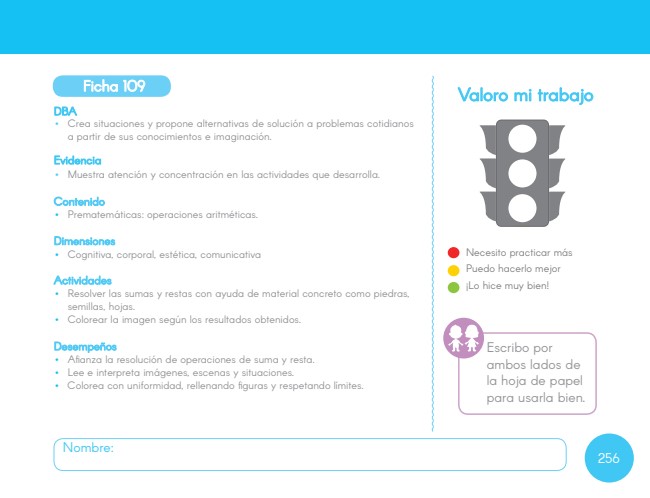 Ficha 109
DBA
• Crea situaciones y propone alternativas de solución a problemas cotidianos
a partir de sus conocimientos e imaginación.
Evidencia
• Muestra atención y concentración en las actividades que desarrolla.
Contenido
• Prematemáticas: operaciones aritméticas.
Dimensiones
• Cognitiva, corporal, estética, comunicativa
Actividades
• Resolver las sumas y restas con ayuda de material concreto como piedras,
semillas, hojas.
• Colorear la imagen según los resultados obtenidos.
Desempeños
• Afianza la resolución de operaciones de suma y resta.
• Lee e interpreta imágenes, escenas y situaciones.
• Colorea con uniformidad, rellenando figuras y respetando límites.
Valoro mi trabajo
Necesito practicar más
Puedo hacerlo mejor
¡Lo hice muy bien!
Escribo por
ambos lados de
la hoja de papel
para usarla bien.
Nombre:
256